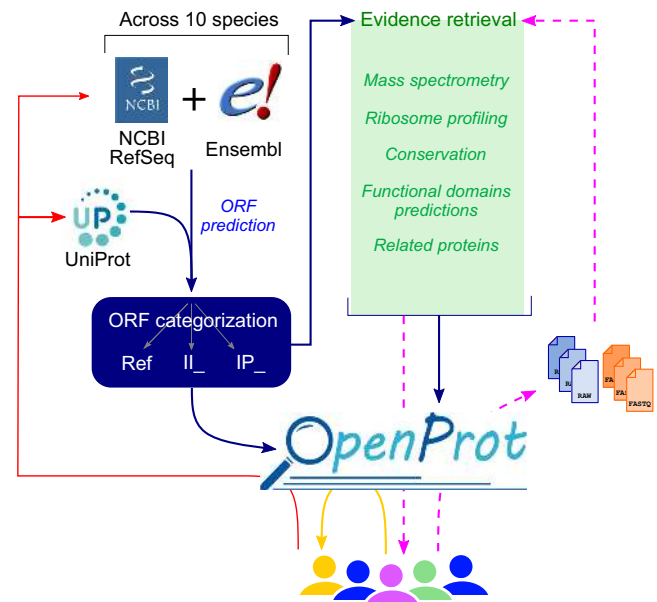 Across 10 species
NCBI
+
e!
NCBI
RefSeq
Ensembl
ORF
prediction
UP
UniProt
ORF categorization
Ref II_ IP_
Evidence retrieval
Mass spectrometry
Ribosome profiling
Conservation
Functional domains
predictions
Related proteins
RAW
FASTQ
OpenProt